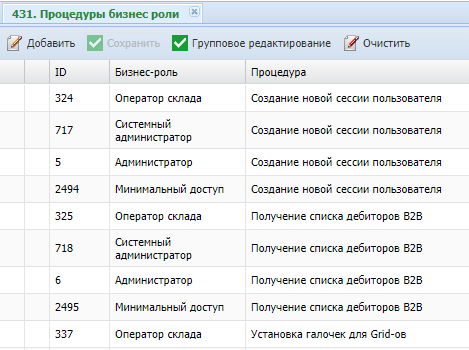 431. Процедуры бизнес роли
Добавить Сохранить Групповое редактирование Очистить
ID Бизнес-роль Процедура
324 Оператор склада Создание новой сессии пользователя
717 Системный администратор Создание новой сессии пользователя
5 Администратор Создание новой сессии пользователя
2494 Минимальный доступ Создание новой сессии пользователя
325 Оператор склада Получение списка дебиторов B2B
718 Системный администратор Получение списка дебиторов B2B
6 Администратор Получение списка дебиторов B2B
2495 Минимальный доступ Получение списка дебиторов B2B
337 Оператор склада Установка галочек для Grid-ов